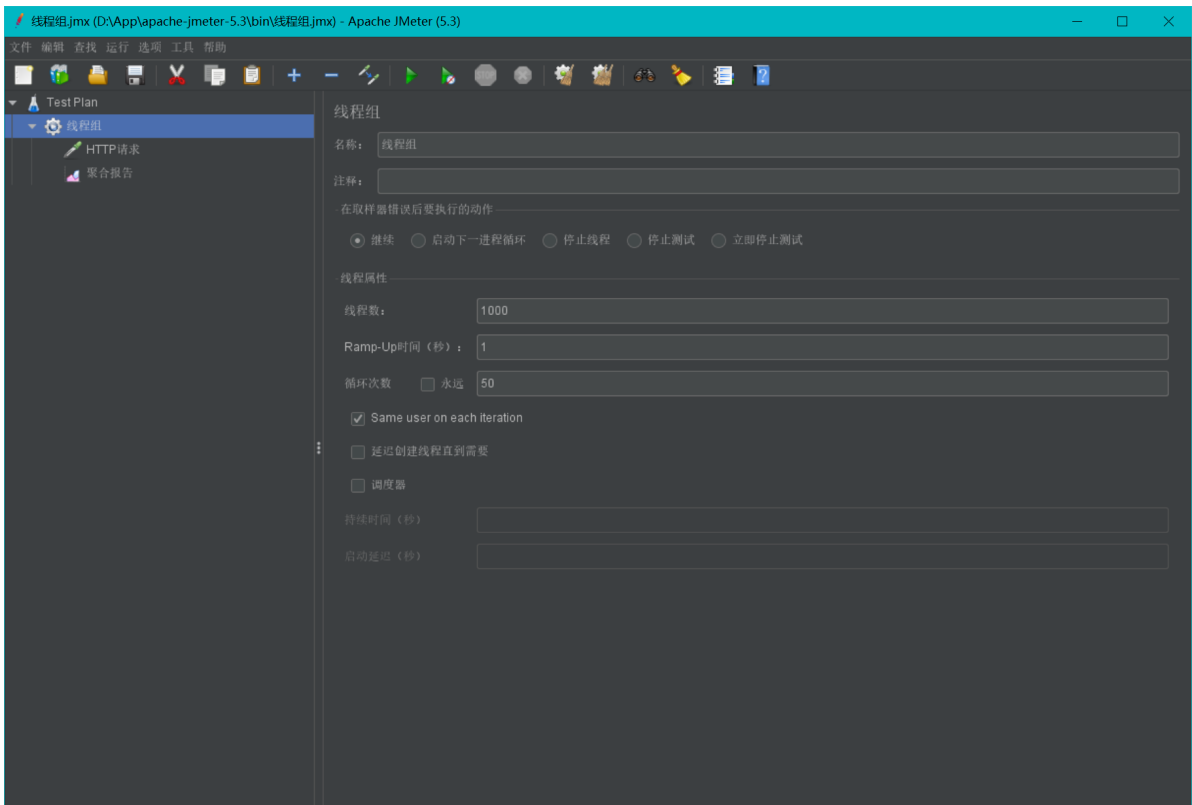 线程组.jmx (D:\App\apache-jmeter-5.3\bin\线程组.jmx) - Apache JMeter (5.3)
文件 编辑 查找 运行 选项 工具 帮助
STOP
Test Plan
线程组
HTTP请求
聚合报告
线程组
名称： 线程组
注释：
在取样器错误后要执行的动作
继续 启动下一进程循环 停止线程 停止测试 立即停止测试
线程属性
线程数： 1000
Ramp-Up时间（秒）： 1
循环次数 永远 50
Same user on each iteration
延迟创建线程直到需要
调度器
持续时间（秒）
启动延迟（秒）